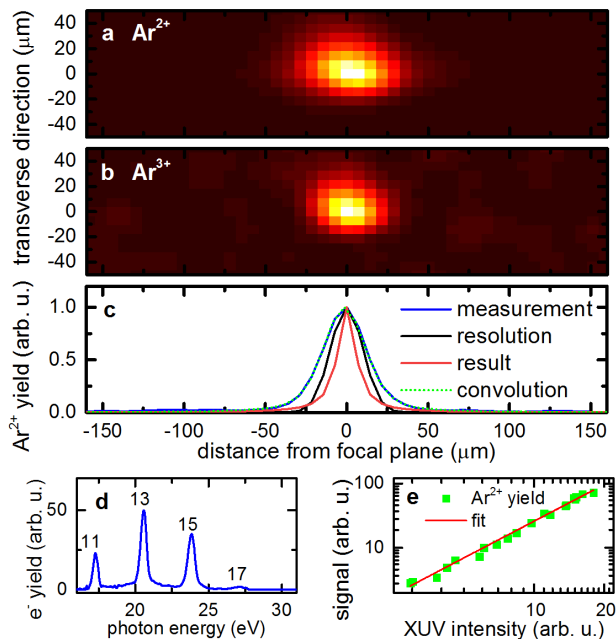 a Ar²⁺
40
0
-40
transverse direction (µm)
b Ar³⁺
40
20
0
-20
-40
c
measurement
resolution
result
convolution
1.0
0.5
0.0
Ar²⁺ yield (arb. u.)
-150 -100 -50 0 50 100 150
distance from focal plane (µm)
d
11 13 15 17
50
0
e⁻ yield (arb. u.)
20 25 30
photon energy (eV)
e
Ar²⁺ yield
fit
100
10
signal (arb. u.)
10 20
XUV intensity (arb. u.)